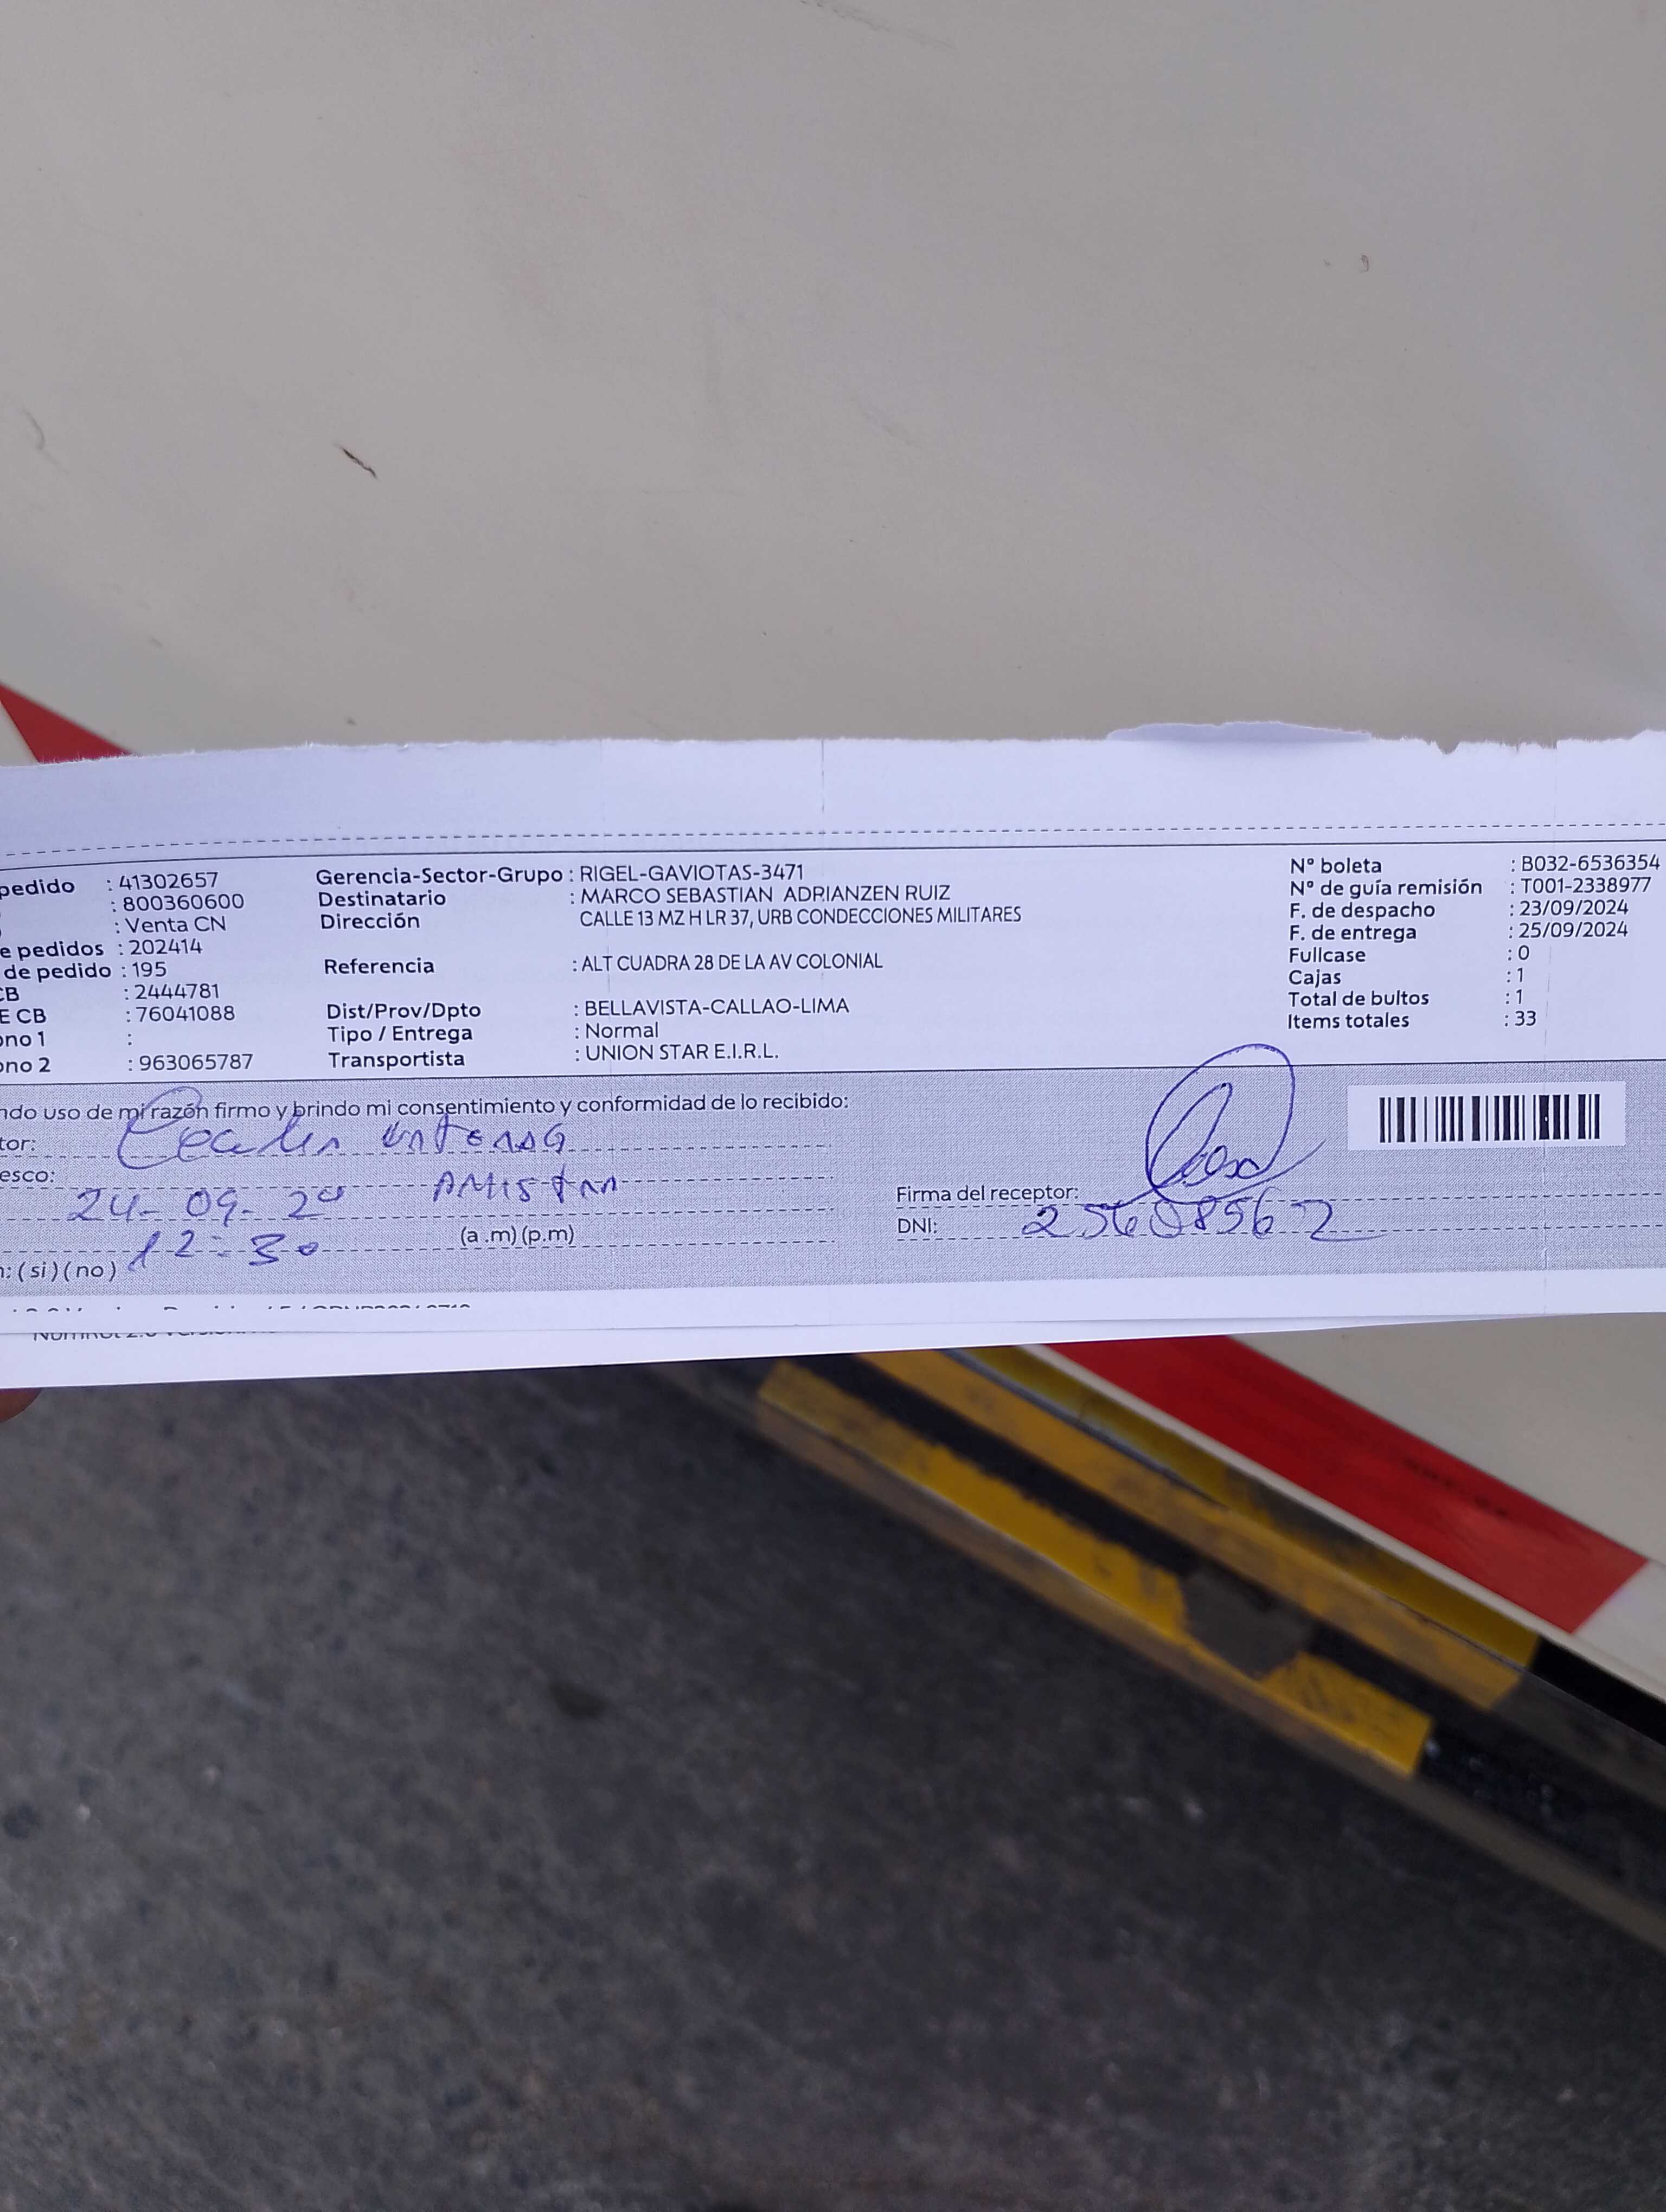 pedido : 41302657
: 800360600
: Venta CN
e pedidos : 202414
de pedido : 195
CB : 2444781
E CB : 76041088
ono 1 :
ono 2 : 963065787
Gerencia-Sector-Grupo : RIGEL-GAVIOTAS-3471
Destinatario : MARCO SEBASTIAN ADRIANZEN RUIZ
Dirección CALLE 13 MZ H LR 37, URB CONDECCIONES MILITARES
Referencia : ALT CUADRA 28 DE LA AV COLONIAL
Dist/Prov/Dpto : BELLAVISTA-CALLAO-LIMA
Tipo / Entrega : Normal
Transportista : UNION STAR E.I.R.L.
N° boleta : B032-6536354
N° de guía remisión : T001-2338977
F. de despacho : 23/09/2024
F. de entrega : 25/09/2024
Fullcase : 0
Cajas : 1
Total de bultos : 1
Items totales : 33
ndo uso de mi razón firmo y brindo mi consentimiento y conformidad de lo recibido:
tor:
esco:
24-09-20
12:30 (a.m) (p.m)
n: (si) (no)
Firma del receptor:
DNI: 25608562